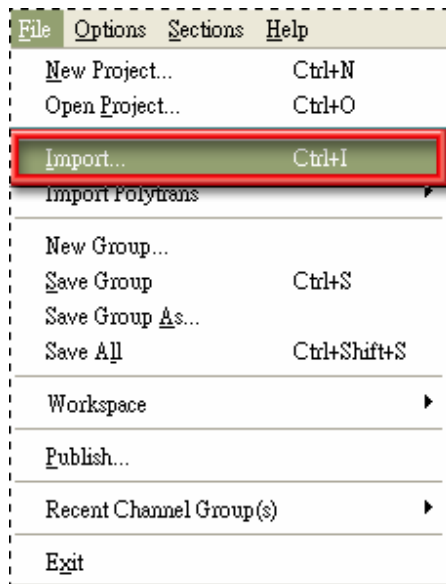 File Options Sections Help
New Project... Ctrl+N
Open Project... Ctrl+O
Import... Ctrl+I
Import Polytrans
New Group...
Save Group Ctrl+S
Save Group As...
Save All Ctrl+Shift+S
Workspace
Publish...
Recent Channel Group(s)
Exit